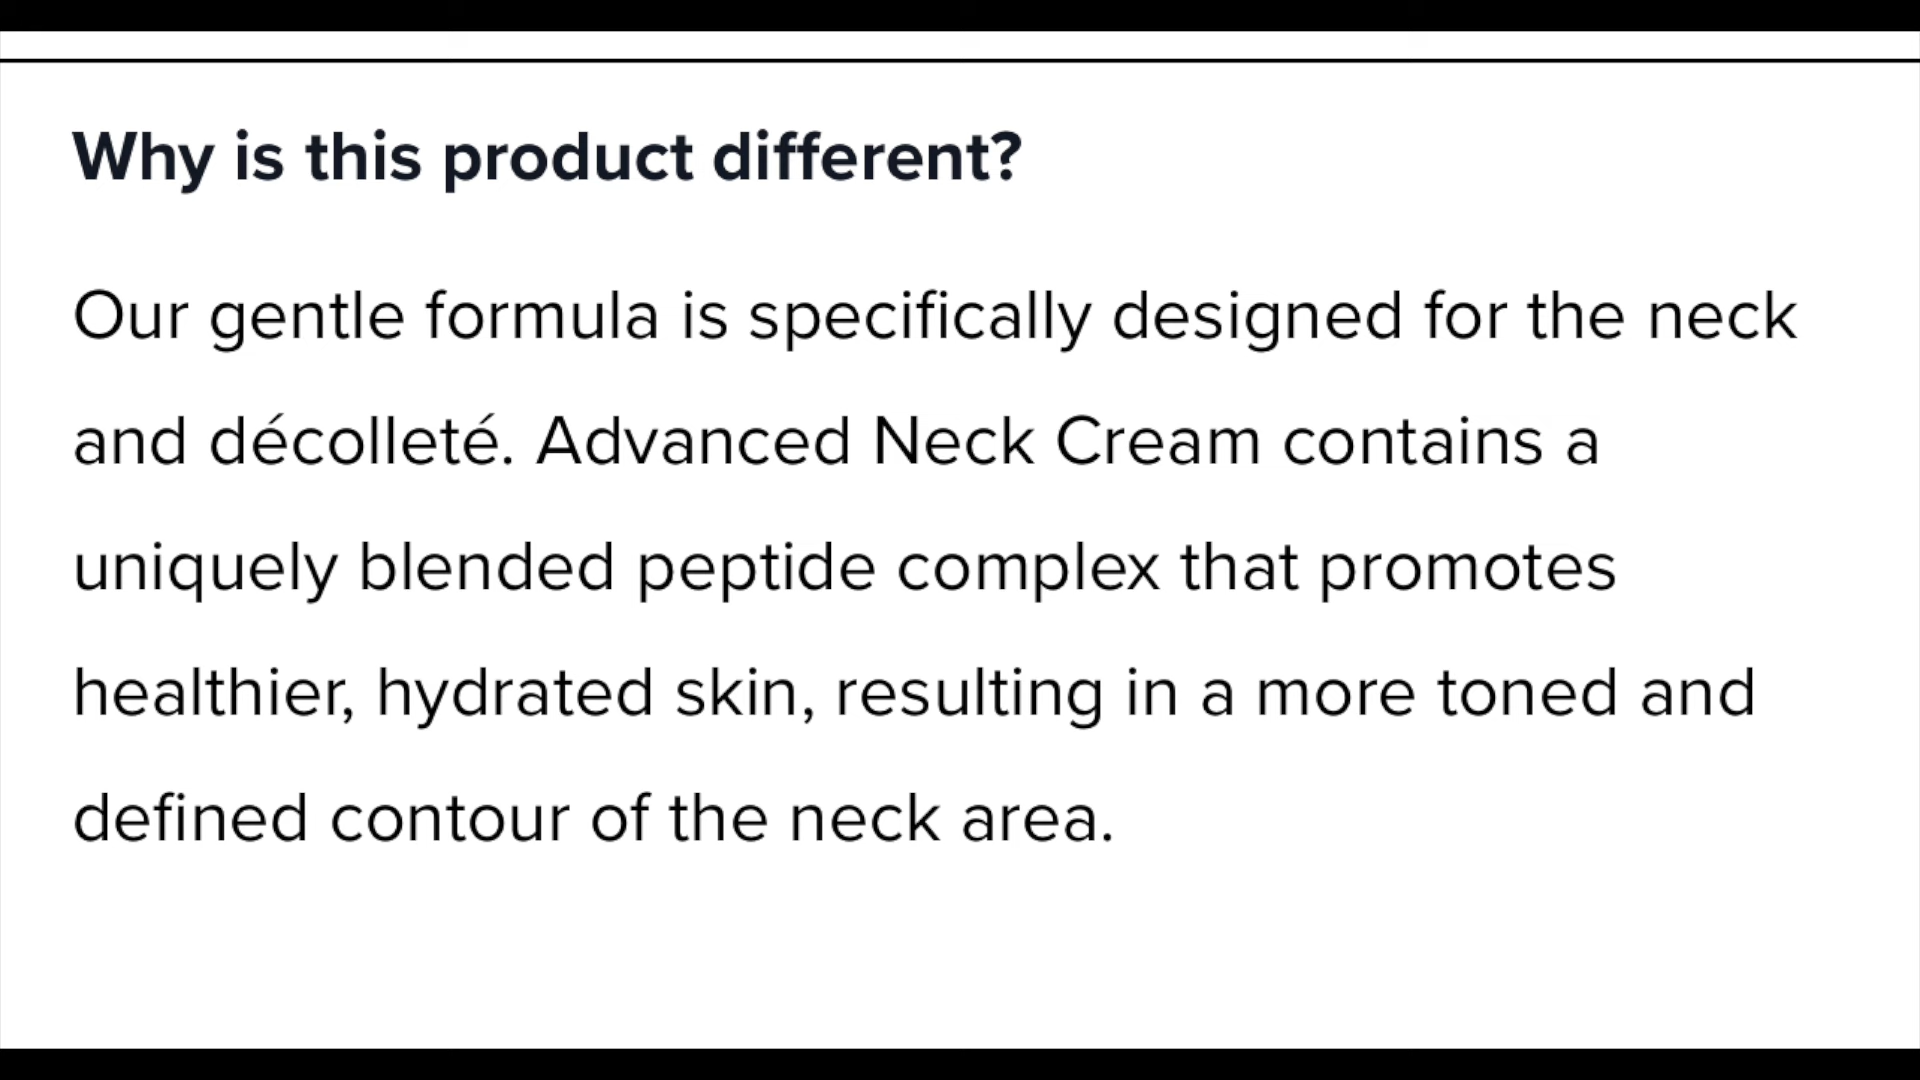 Why is this product different?
Our gentle formula is specifically designed for the neck
and décolleté. Advanced Neck Cream contains a
uniquely blended peptide complex that promotes
healthier, hydrated skin, resulting in a more toned and
defined contour of the neck area.